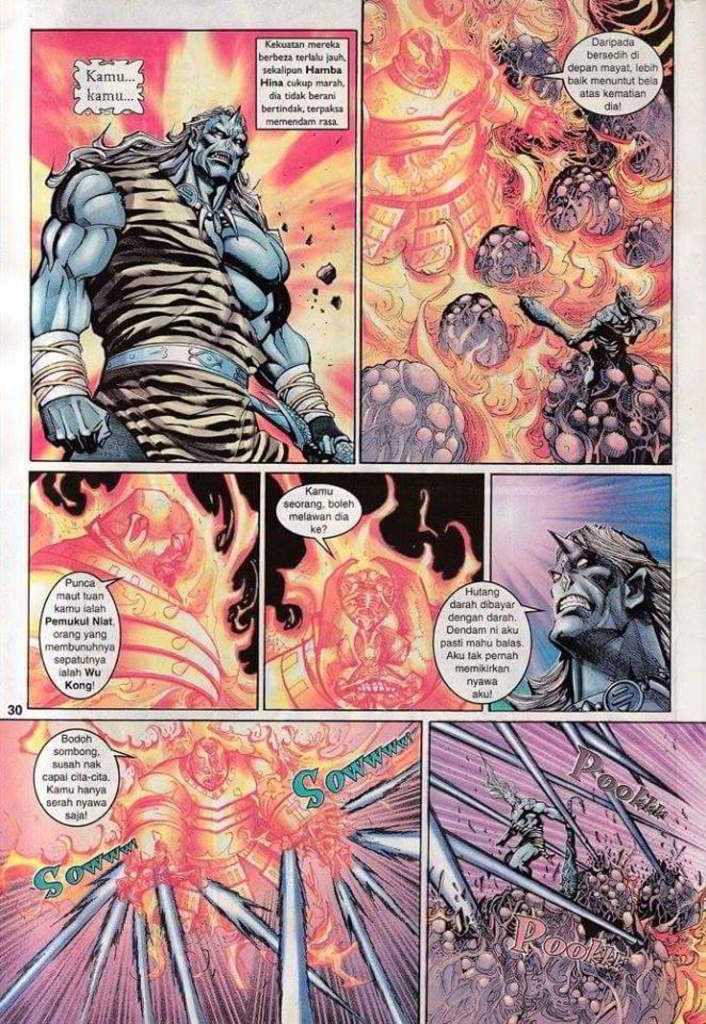 Kamu...
kamu...
Kekuatan mereka
berbeza terlalu jauh,
sekalipun Hamba
Hina cukup marah,
dia tidak berani
bertindak, terpaksa
memendam rasa.
Daripada
bersedih di
depan mayat, lebih
baik menuntut bela
atas kematian
dia!
Punca
maut tuan
kamu ialah
Pemukul Niat,
orang yang
membunuhnya
sepatutnya
ialah Wu
Kong!
Kamu
seorang, boleh
melawan dia
ke?
Hutang
darah dibayar
dengan darah.
Dendam ni aku
pasti mahu balas.
Aku tak pernah
memikirkan
nyawa
aku!
30
Bodoh
sombong,
susah nak
capai cita-cita.
Kamu hanya
serah nyawa
saja!
Sowww!
Sowww!
Pookkk
Pookkk